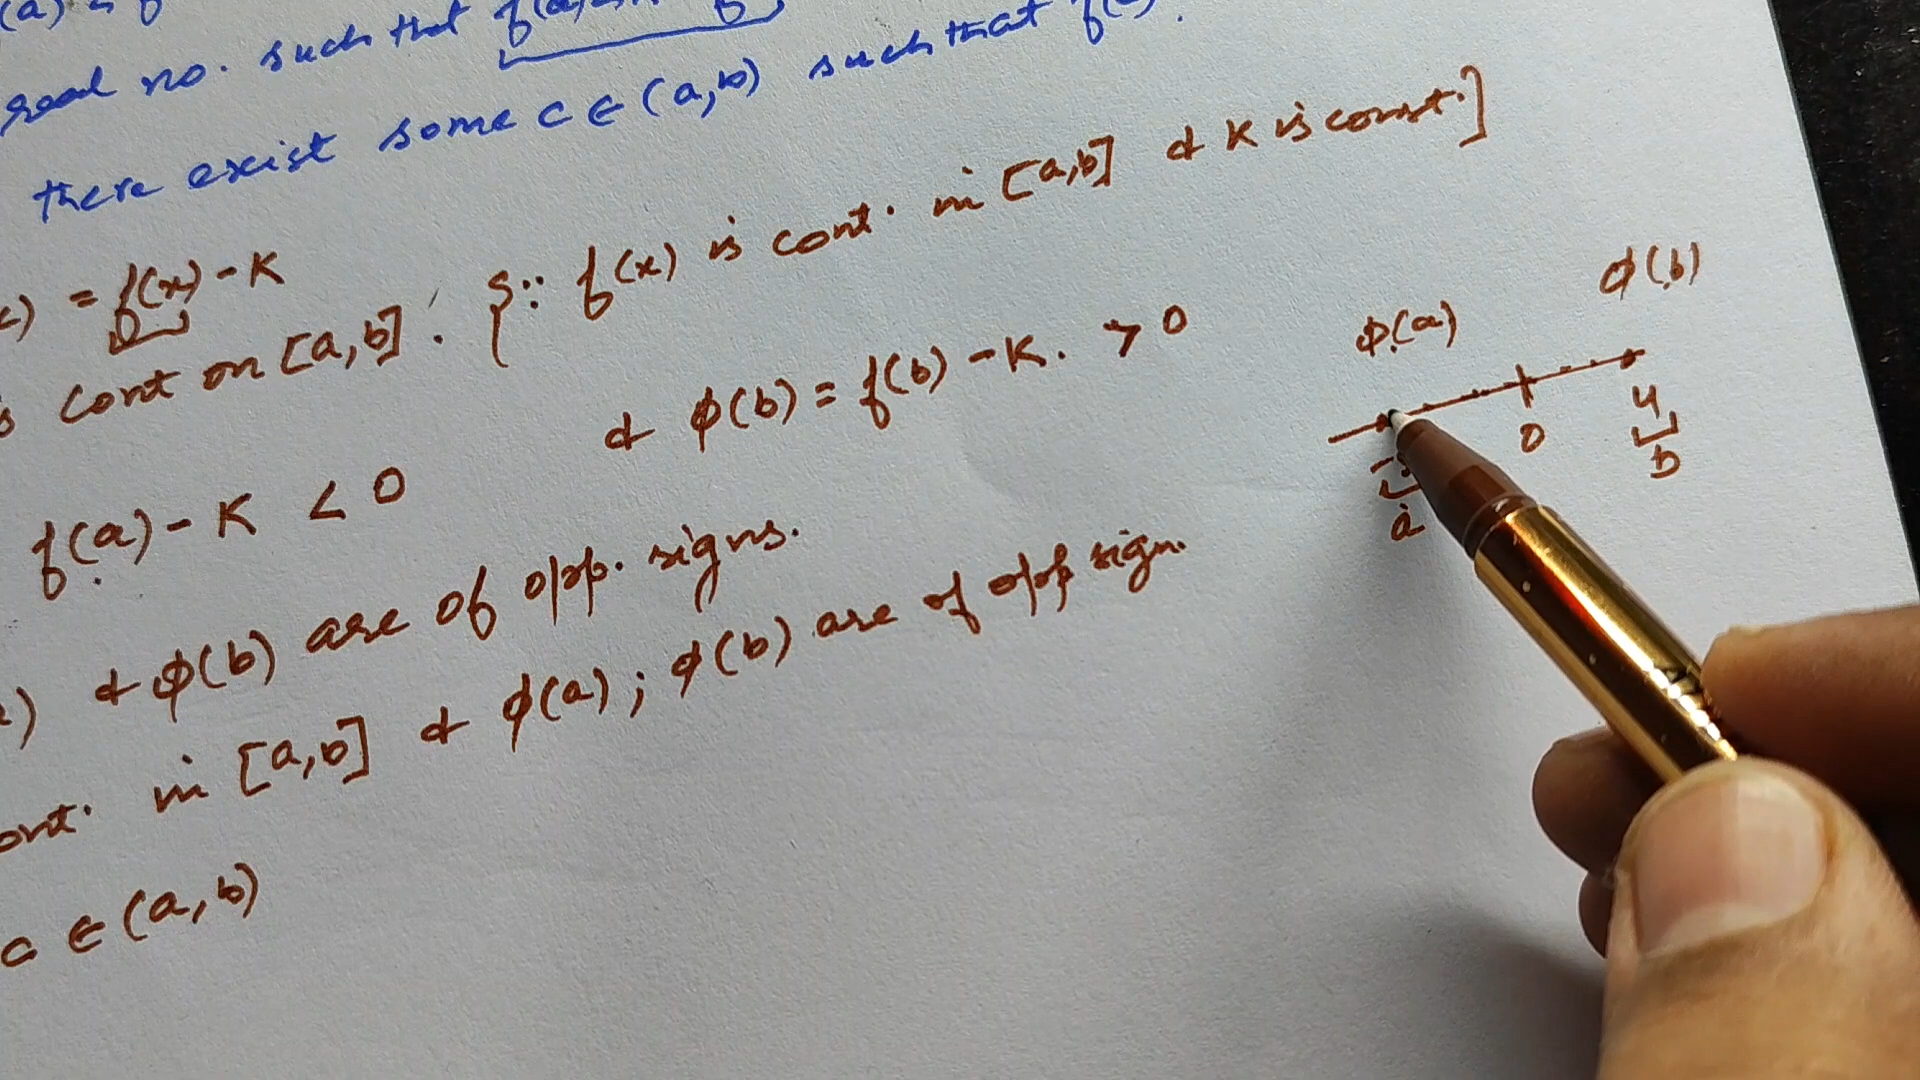 real no. such that
there exist some c ∈ (a,b) such that
= f(x) - K
cont on [a,b]. {∵ f(x) is cont. in [a,b] & K is const.]
f(a) - K < 0 & φ(b) = f(b) - K. > 0
& φ(b) are of opp. signs.
in [a,b] & φ(a); φ(b) are of opp sign.
c ∈ (a,b)
φ(a) φ(b)
0 4
a b